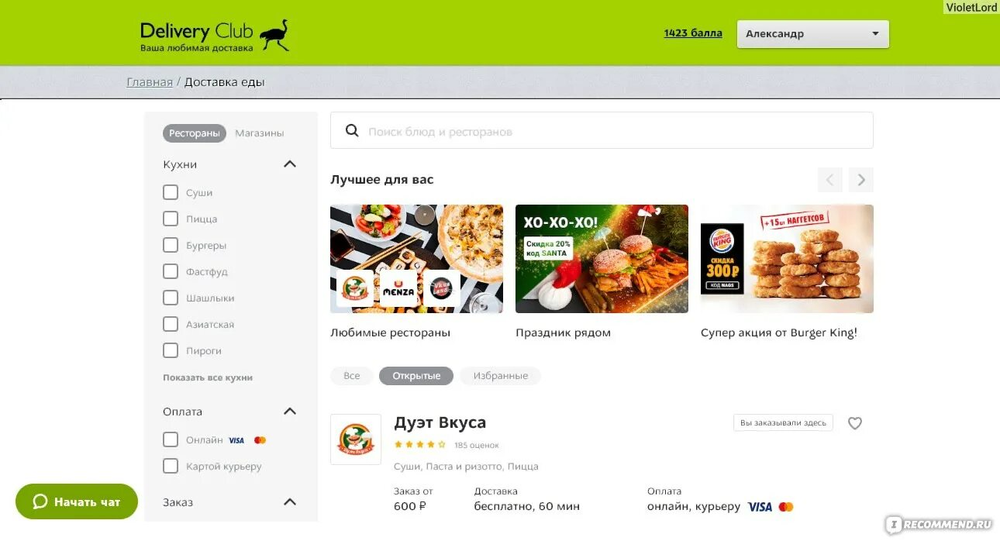 VioletLord
Delivery Club
Ваша любимая доставка
1423 балла
Александр
Главная / Доставка еды
Рестораны Магазины
Кухни
Суши
Пицца
Бургеры
Фастфуд
Шашлыки
Азиатская
Пироги
Показать все кухни
Оплата
Онлайн VISA
Картой курьеру
Заказ
Начать чат
Поиск блюд и ресторанов
Лучшее для вас
MENZA
Любимые рестораны
ХО-ХО-ХО!
Скидка 20%
код SANTA
Праздник рядом
+15шт НАГГЕТСОВ
BURGER KING
СКИДКА
300₽
КОД NAGS
Супер акция от Burger King!
Все Открытые Избранные
Дуэт Вкуса
Вы заказывали здесь
185 оценок
Суши, Паста и ризотто, Пицца
Заказ от Доставка Оплата
600 ₽ бесплатно, 60 мин онлайн, курьеру VISA
IRECOMMEND.RU